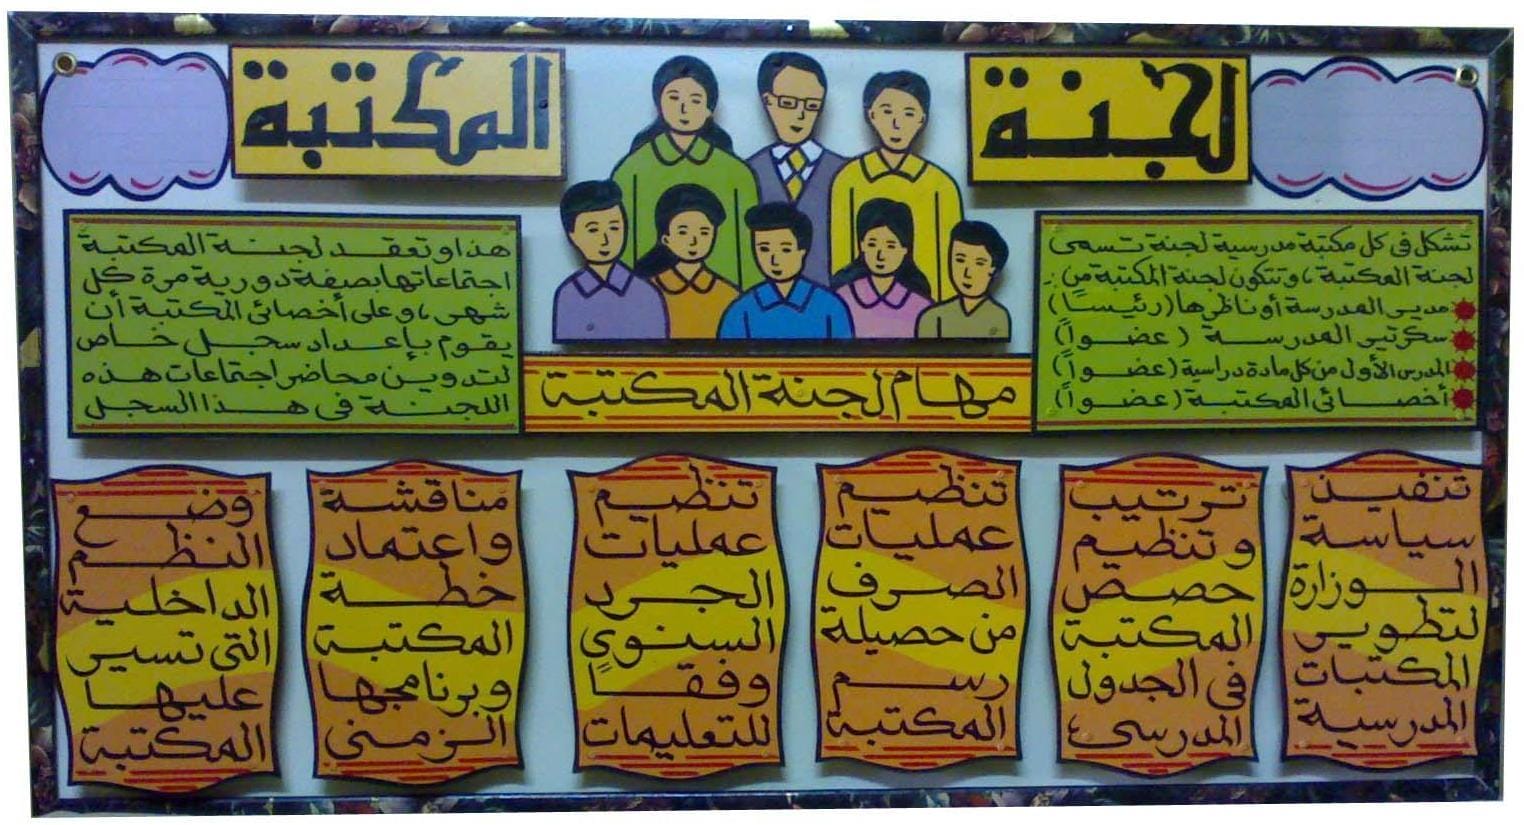 لجنة المكتبة
تشكل في كل مكتبة مدرسية لجنة تسمى
لجنة المكتبة، وتتكون لجنة المكتبة من:
مدير المدرسة أو ناظرها (رئيسًا)
سكرتير المدرسة (عضواً)
المدرس الأول من كل مادة دراسية (عضواً)
أخصائى المكتبة (عضواً)
هذا وتعقد لجنة المكتبة
اجتماعاتها بصفة دورية مرة كل
شهر، وعلى أخصائى المكتبة أن
يقوم بإعداد سجل خاص
لتدوين محاضر اجتماعات هذه
اللجنة فى هذا السجل
مهام لجنة المكتبة
تنفيذ
سياسة
الوزارة
لتطوير
المكتبات
المدرسية
ترتيب
وتنظيم
حصص
المكتبة
فى الجدول
المدرسى
تنظيم
عمليات
الصرف
من حصيلة
رسم
المكتبة
تنظيم
عمليات
الجرد
السنوي
وفقاً
للتعليمات
مناقشة
واعتماد
خطة
المكتبة
وبرنامجها
الزمنى
وضع
النظم
الداخلية
التى تسير
عليها
المكتبة